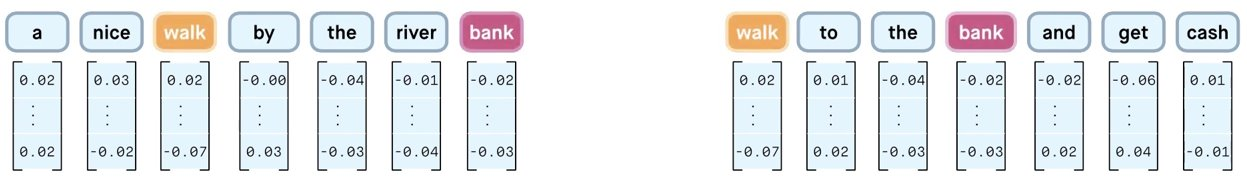 a nice walk by the river bank walk to the bank and get cash
0.02 0.03 0.02 -0.00 -0.04 -0.01 -0.02 0.02 0.01 -0.04 -0.02 -0.02 -0.06 0.01
0.02 -0.02 -0.07 0.03 -0.03 -0.04 -0.03 -0.07 0.02 -0.03 -0.03 0.02 0.04 -0.01